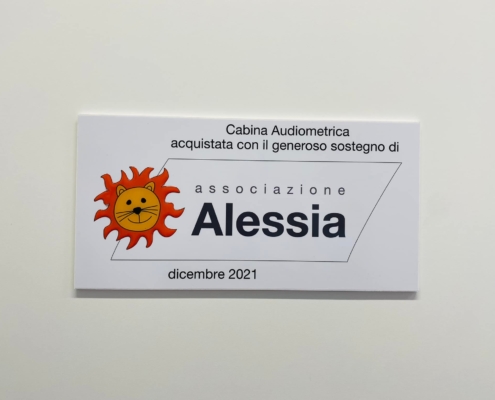 Cabina Audiometrica
acquistata con il generoso sostegno di
associazione
Alessia
dicembre 2021